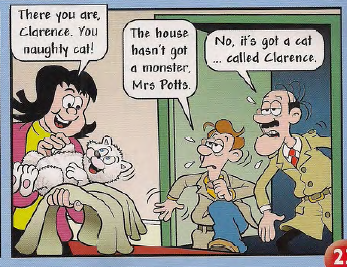 There you are,
Clarence. You
naughty cat!
The house
hasn't got
a monster,
Mrs Potts.
No, it's got a cat
... called Clarence.